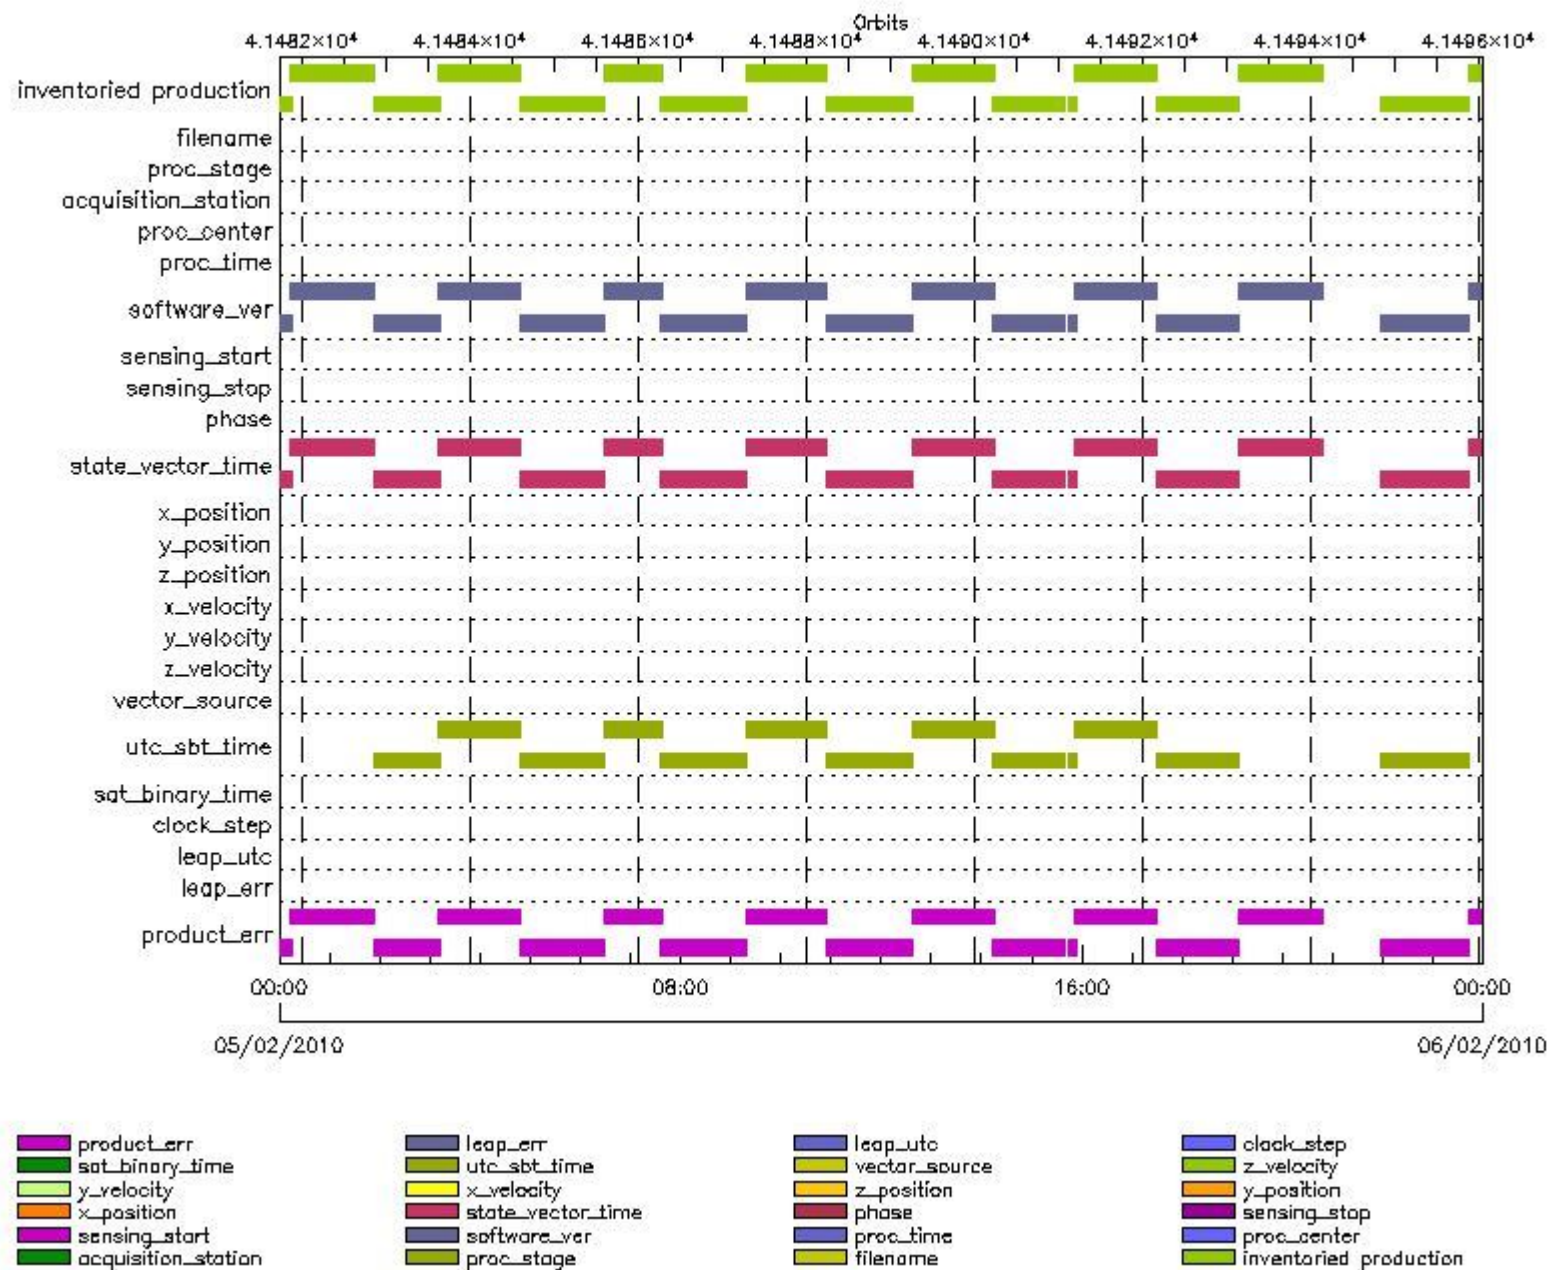 Orbits
4.1482×10⁴ 4.1484×10⁴ 4.1486×10⁴ 4.1488×10⁴ 4.1490×10⁴ 4.1492×10⁴ 4.1494×10⁴ 4.1496×10⁴
inventoried production
filename
proc_stage
acquisition_station
proc_center
proc_time
software_ver
sensing_start
sensing_stop
phase
state_vector_time
x_position
y_position
z_position
x_velocity
y_velocity
z_velocity
vector_source
utc_sbt_time
sat_binary_time
clock_step
leap_utc
leap_err
product_err
00:00 08:00 16:00 00:00
05/02/2010 06/02/2010
product_err leap_err leap_utc clock_step
sat_binary_time utc_sbt_time vector_source z_velocity
y_velocity x_velocity z_position y_position
x_position state_vector_time phase sensing_stop
sensing_start software_ver proc_time proc_center
acquisition_station proc_stage filename inventoried production